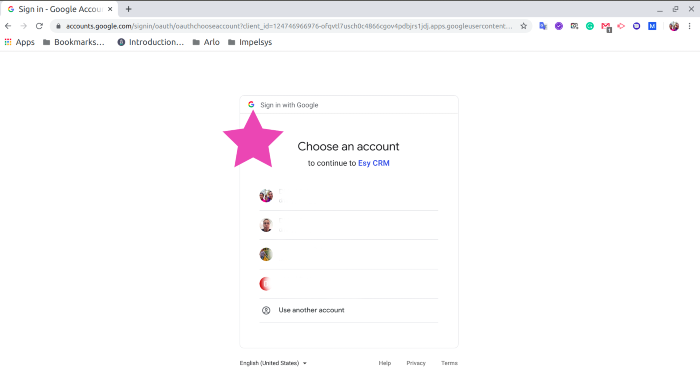 Sign in - Google Accou
accounts.google.com/signin/oauth/oauthchooseaccount?client_id=124746966976-ofqvti7usch0c4866cgov4pdbjrs1jdj.apps.googleusercontent...
Apps Bookmarks... Introduction... Arlo Impelsys
Sign in with Google
Choose an account
to continue to Esy CRM
Use another account
English (United States) Help Privacy Terms